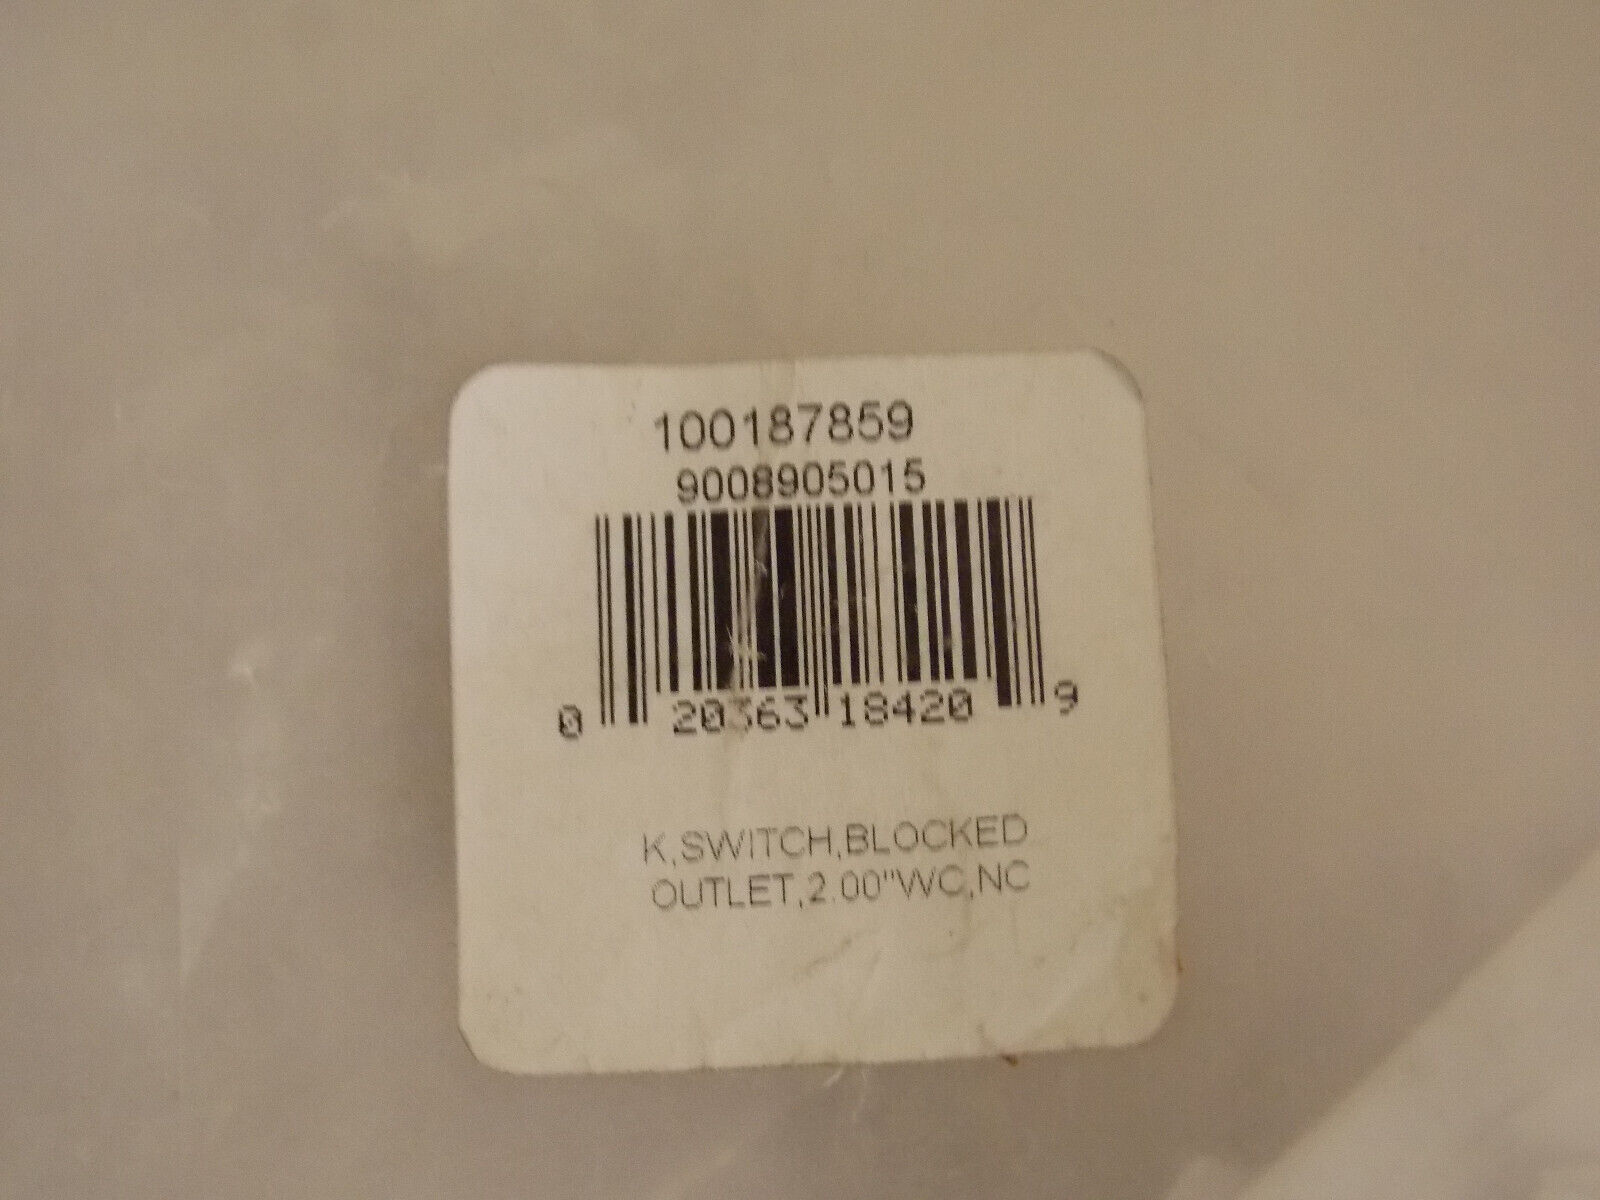 100187859
9008905015
0 20363 18420 9
K,SWITCH,BLOCKED
OUTLET,2.00"WC,NC